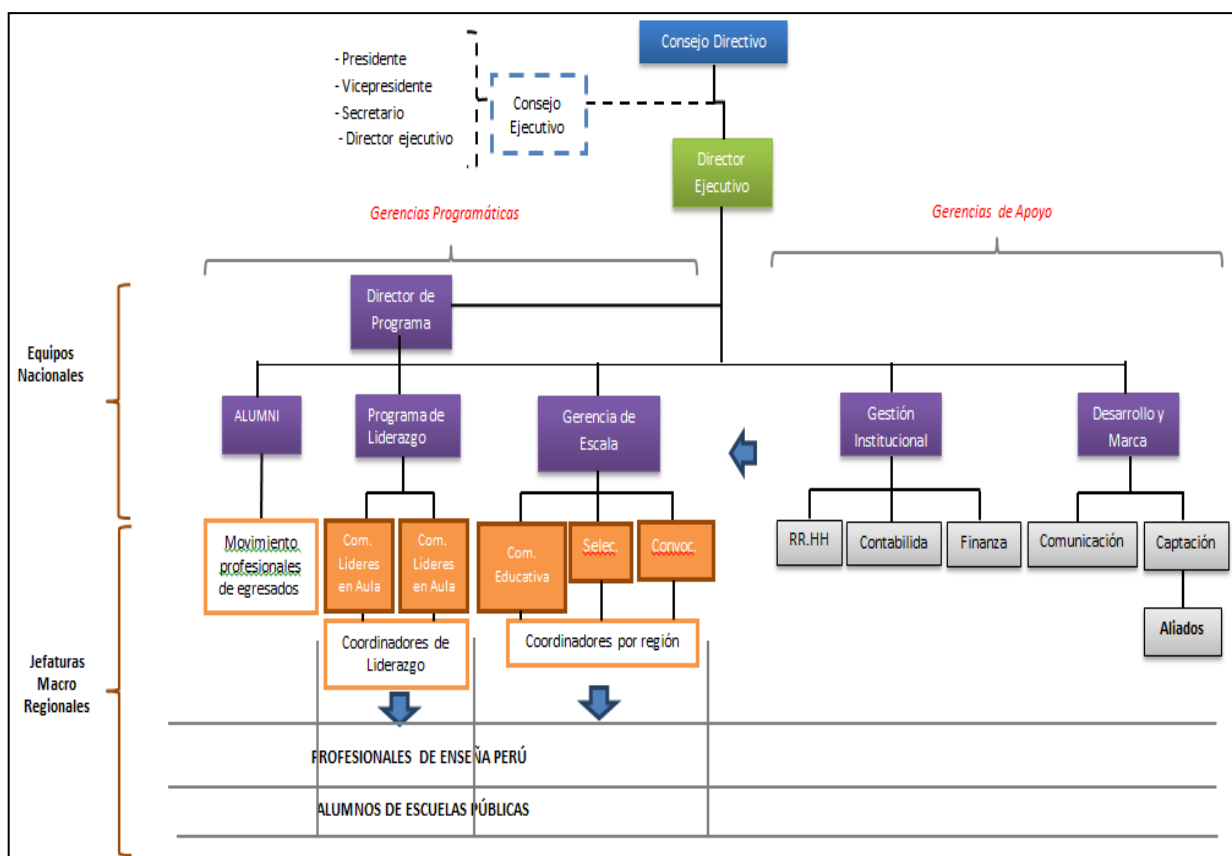 Consejo Directivo
- Presidente
- Vicepresidente
- Secretario
- Director ejecutivo
Consejo
Ejecutivo
Director
Ejecutivo
Gerencias Programáticas
Gerencias de Apoyo
Equipos
Nacionales
Director de
Programa
ALUMNI
Programa de
Liderazgo
Gerencia de
Escala
Gestión
Institucional
Desarrollo y
Marca
Jefaturas
Macro
Regionales
Movimiento
profesionales
de egresados
Com.
Lideres
en Aula
Com.
Lideres
en Aula
Com.
Educativa
Selec.
Convoc.
RR.HH
Contabilida
Finanza
Comunicación
Captación
Aliados
Coordinadores de
Liderazgo
Coordinadores por región
PROFESIONALES DE ENSEÑA PERÚ
ALUMNOS DE ESCUELAS PÚBLICAS